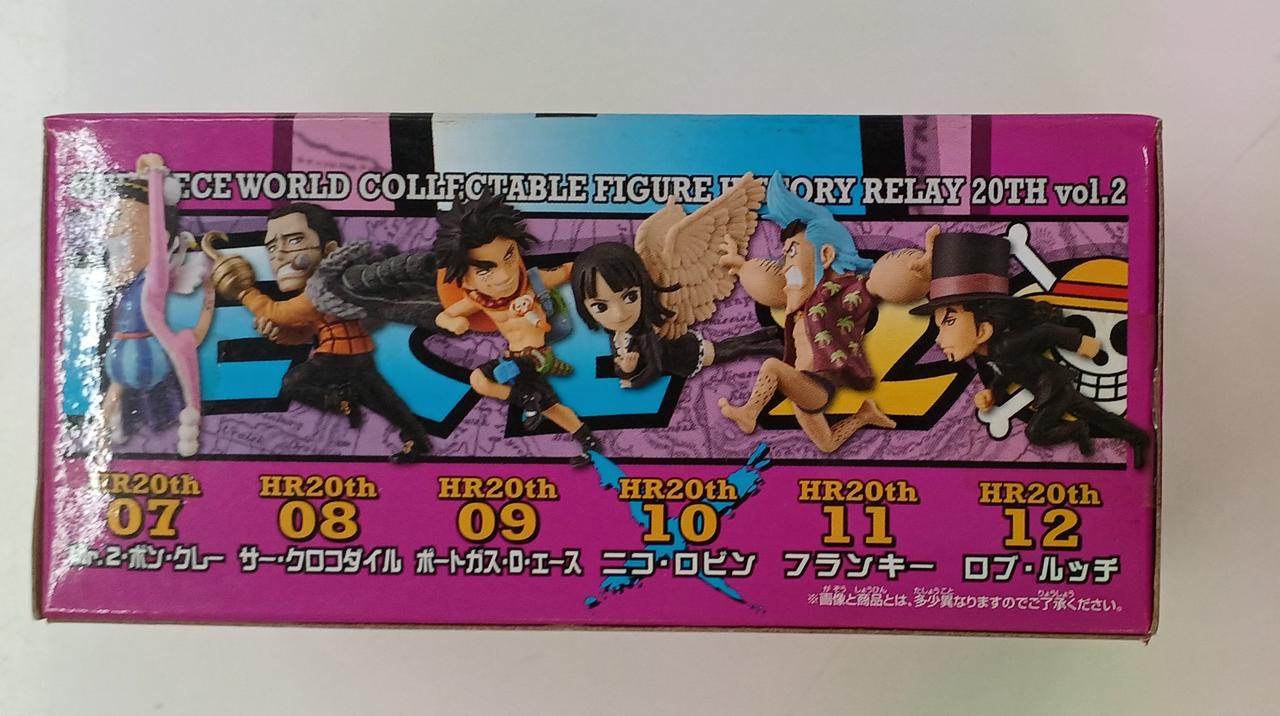 PIECE WORLD COLLECTABLE FIGURE HISTORY RELAY 20TH vol.2
HR20th HR20th HR20th HR20th HR20th HR20th
07 08 09 10 11 12
Mr.2・ボン・クレー サー・クロコダイル ポートガス・D・エース ニコ・ロビン フランキー ロブ・ルッチ
※画像と商品とは、多少異なりますのでご了承ください。